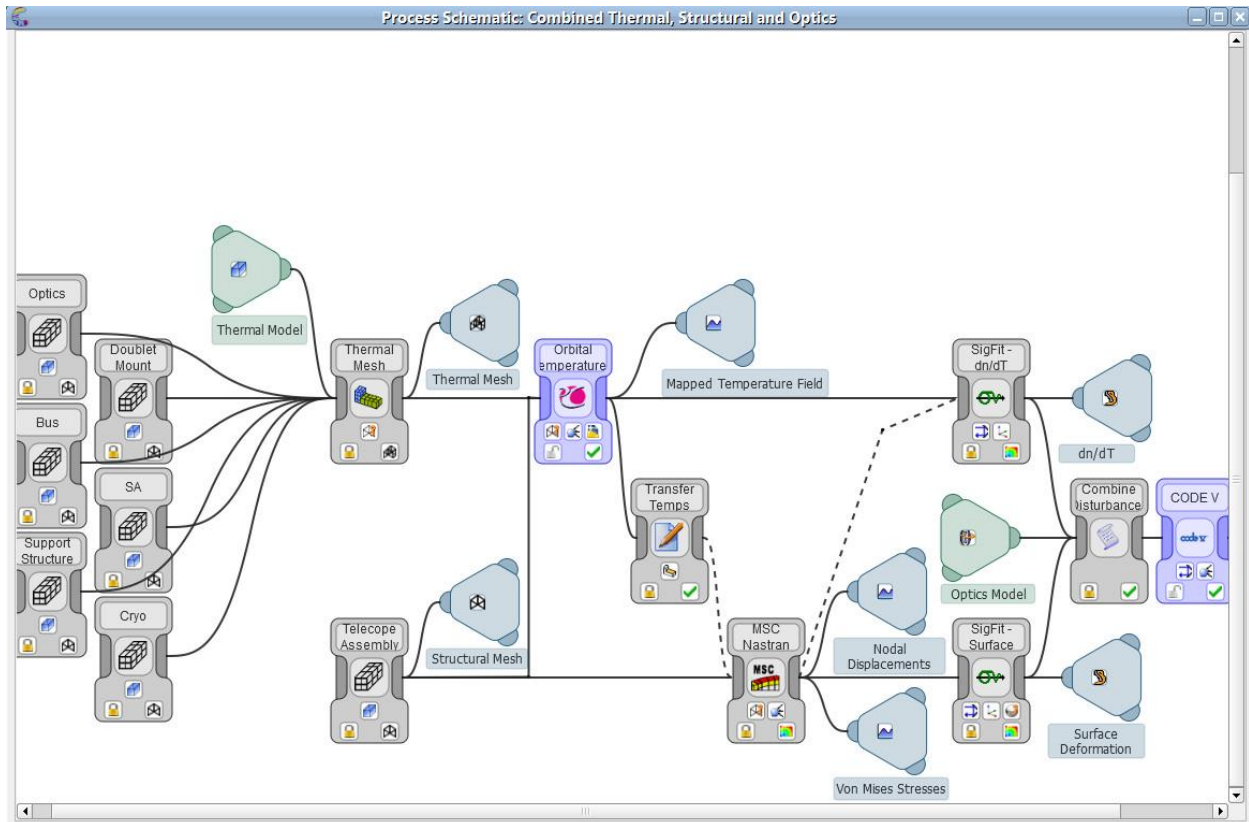 Process Schematic: Combined Thermal, Structural and Optics
Optics
Doublet
Mount
Bus
SA
Support
Structure
Cryo
Thermal Model
Thermal
Mesh
Thermal Mesh
Telecope
Assembly
Structural Mesh
Orbital
emperature
Mapped Temperature Field
Transfer
Temps
MSC
Nastran
MSC
Nodal
Displacements
Von Mises Stresses
SigFit -
dn/dT
dn/dT
Optics Model
SigFit -
Surface
Surface
Deformation
Combine
Disturbance
CODE V
code v